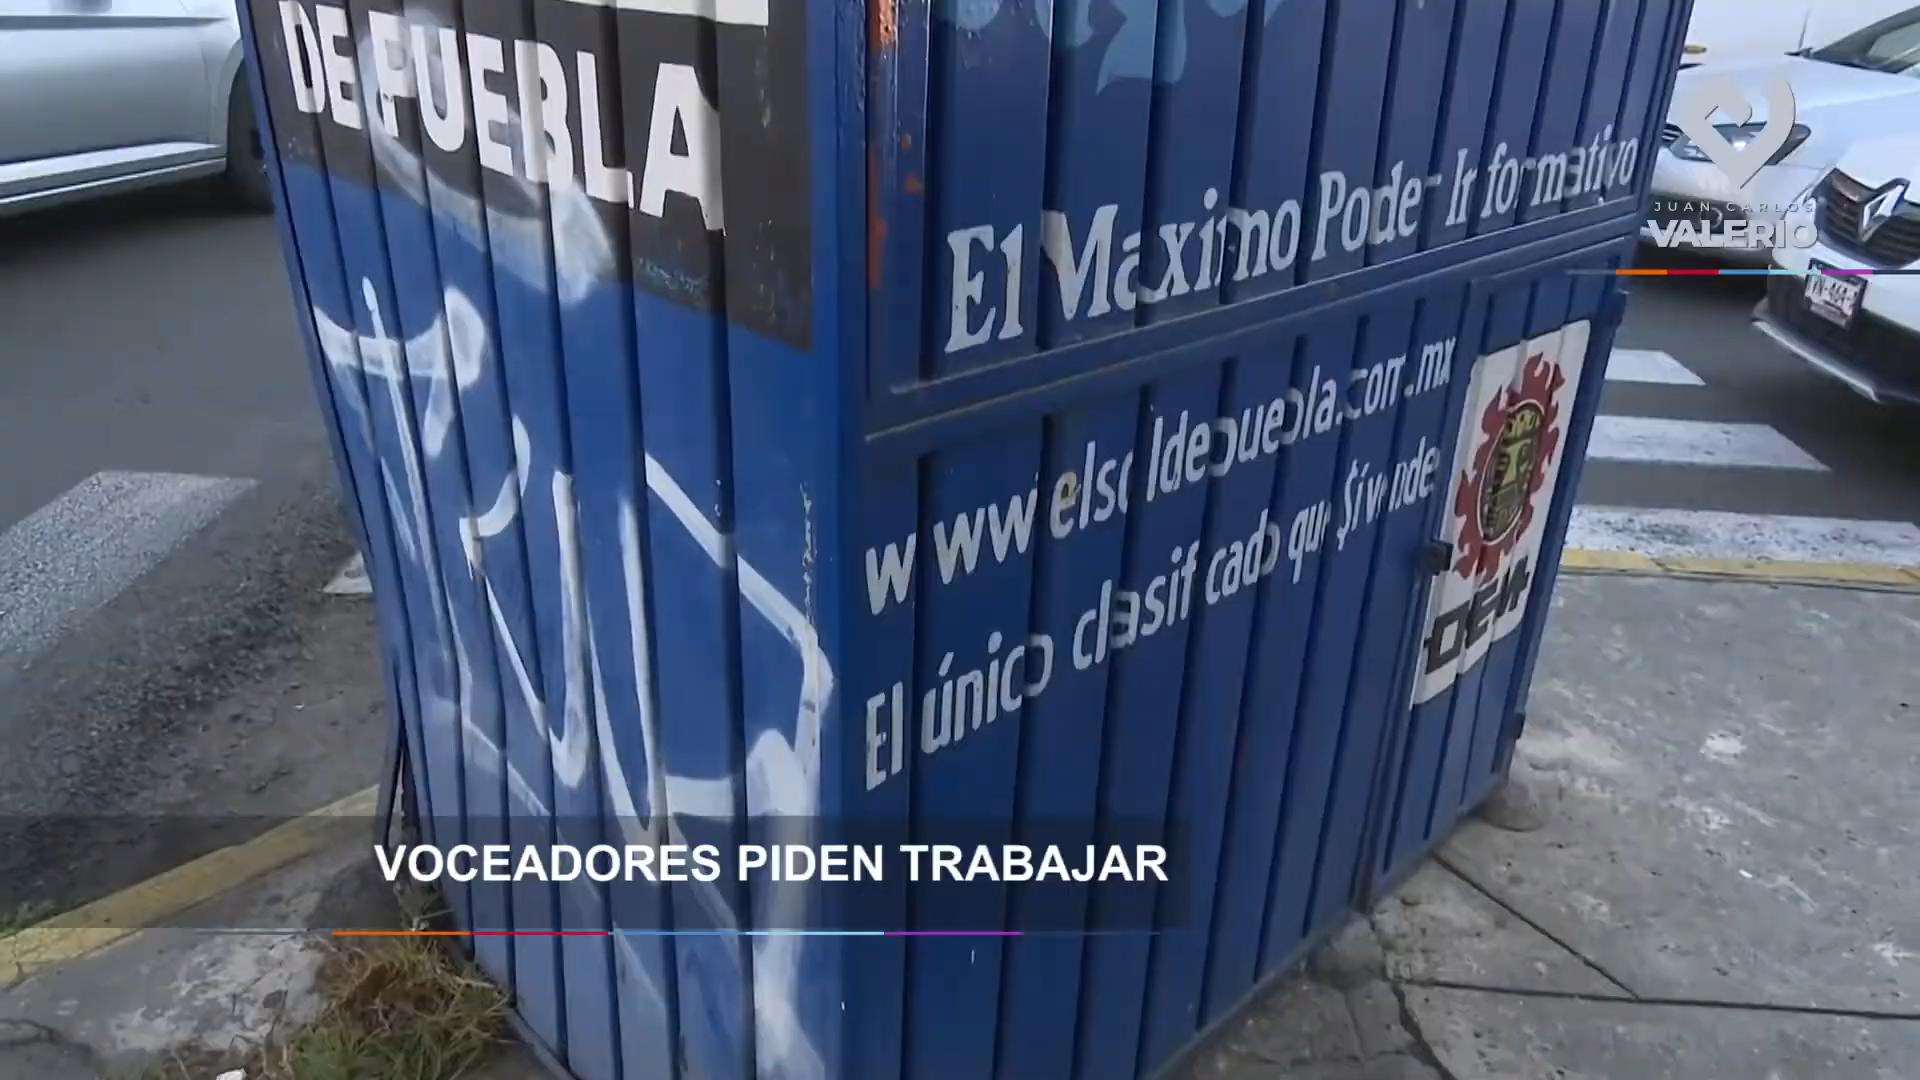 DE PUEBLA
El Maximo Poder Informativo
www.elsoldepuebla.com.mx
El único clasificado que $í vende
JUAN CARLOS
VALERIO
VOCEADORES PIDEN TRABAJAR